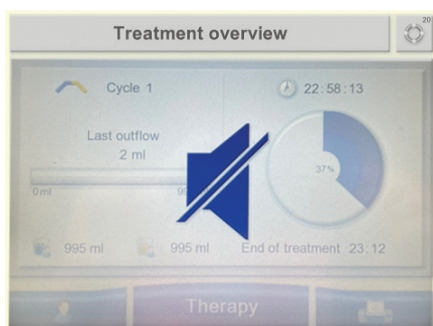 Treatment overview
20
Cycle 1
22:58:13
Last outflow
2 ml
37%
0 ml
995 ml
995 ml
End of treatment 23:12
Therapy